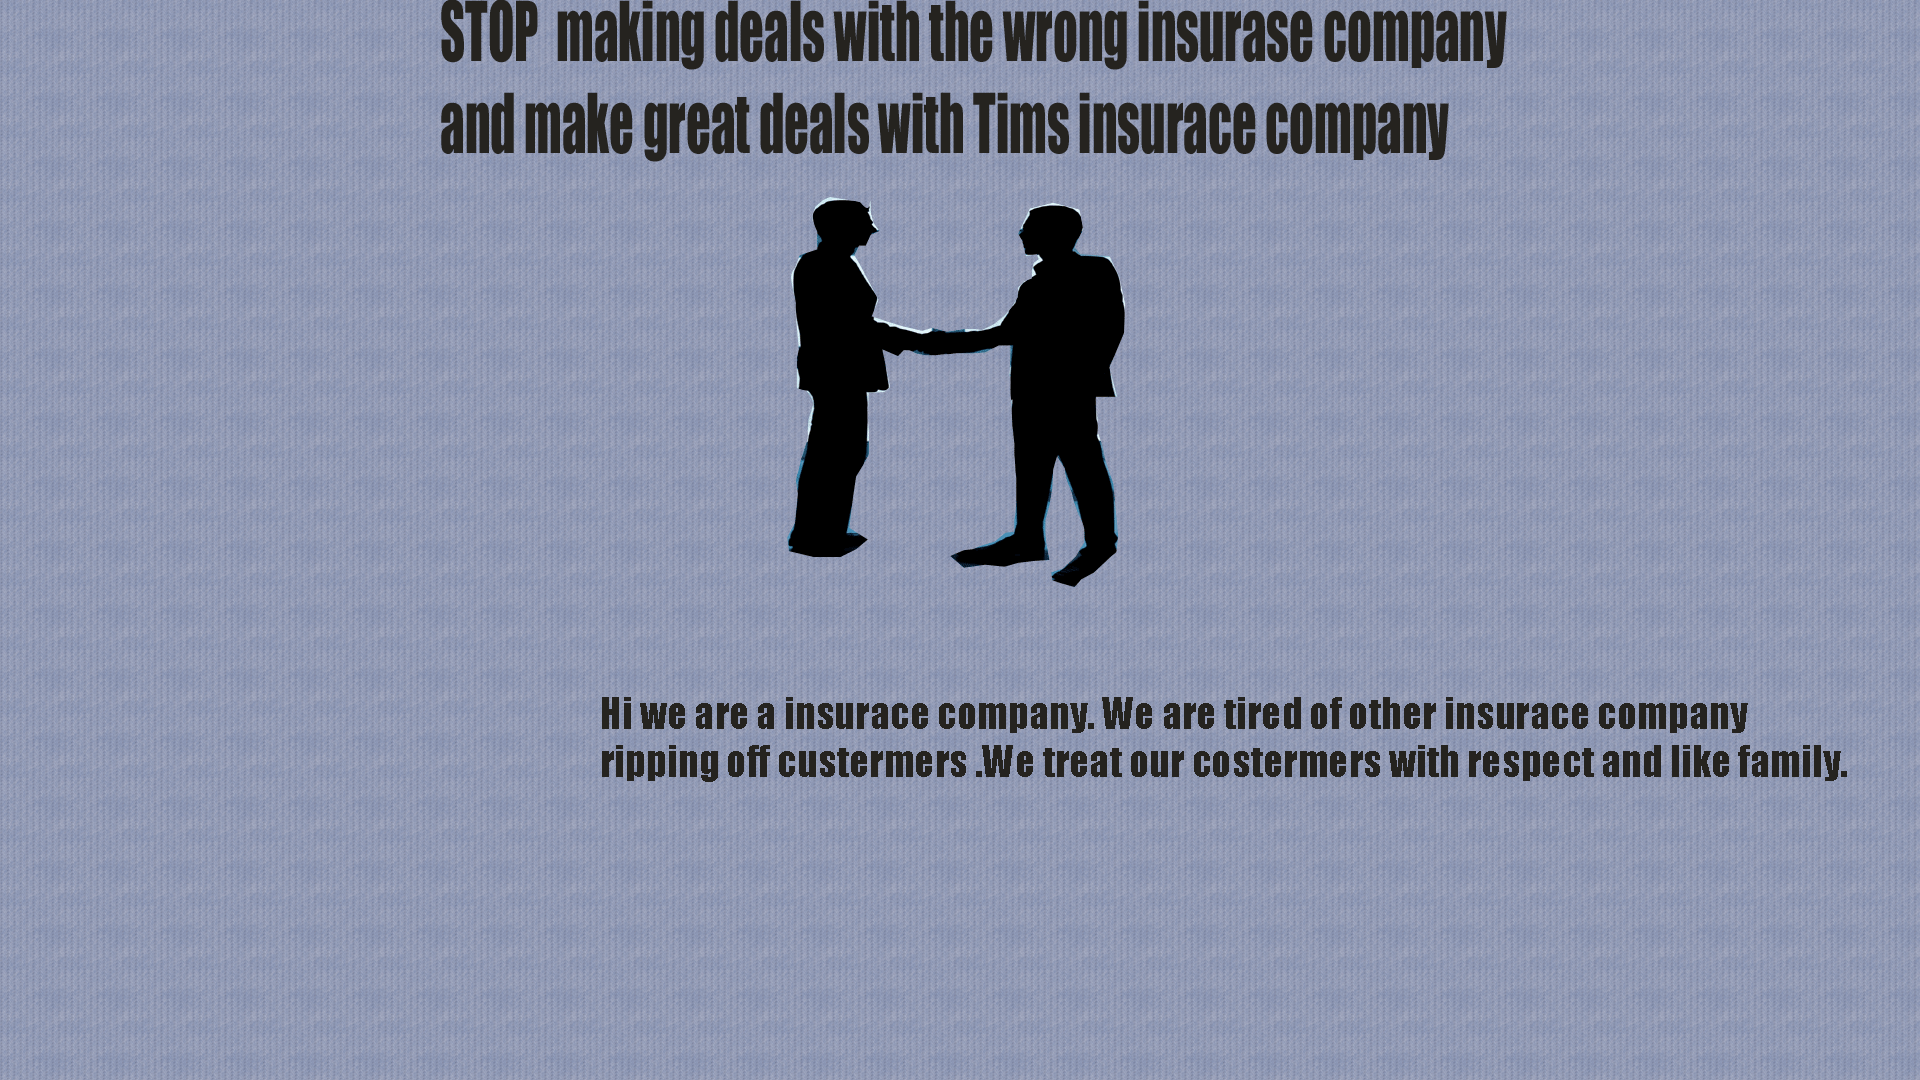 STOP making deals with the wrong insurase company
and make great deals with Tims insurace company
Hi we are a insurace company. We are tired of other insurace company
ripping off custermers .We treat our costermers with respect and like family.